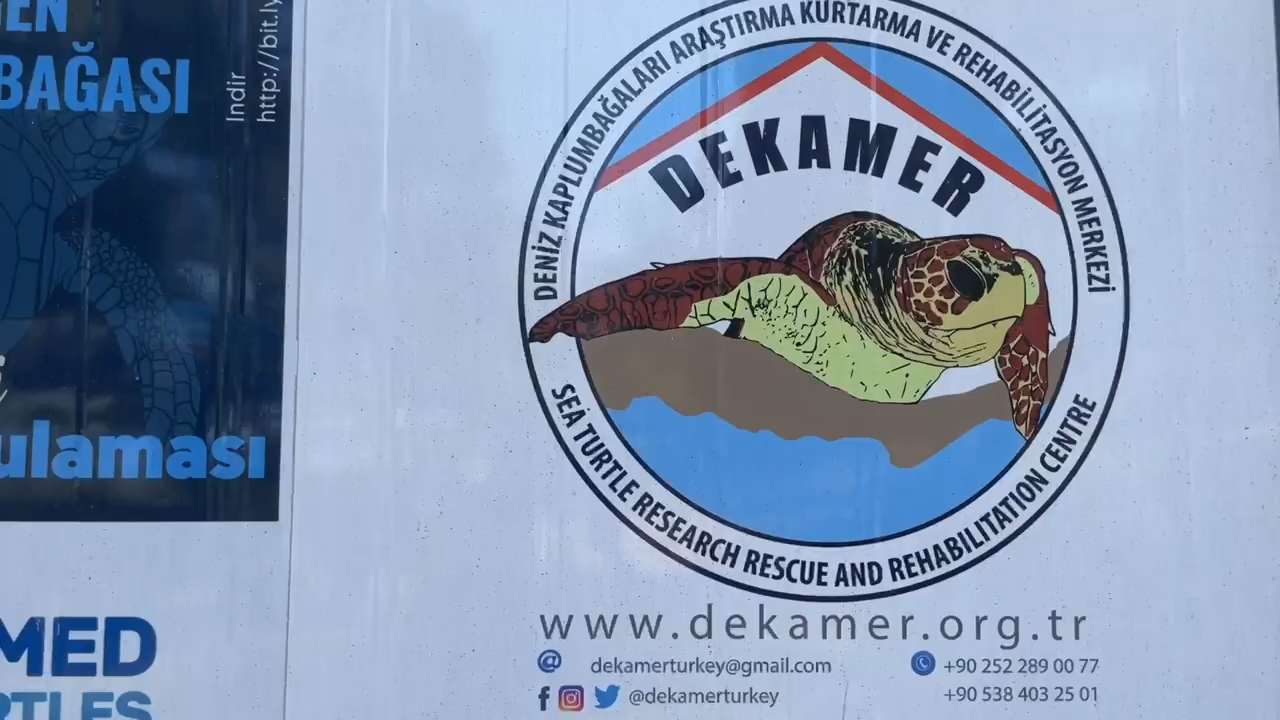 BAĞASI
İndir
http://bit.ly
ulaması
MED
DENİZ KAPLUMBAĞALARI ARAŞTIRMA KURTARMA VE REHABİLİTASYON MERKEZİ
DEKAMER
SEA TURTLE RESEARCH RESCUE AND REHABILITATION CENTRE
www.dekamer.org.tr
@ dekamerturkey@gmail.com
+90 252 289 00 77
f @dekamerturkey
+90 538 403 25 01